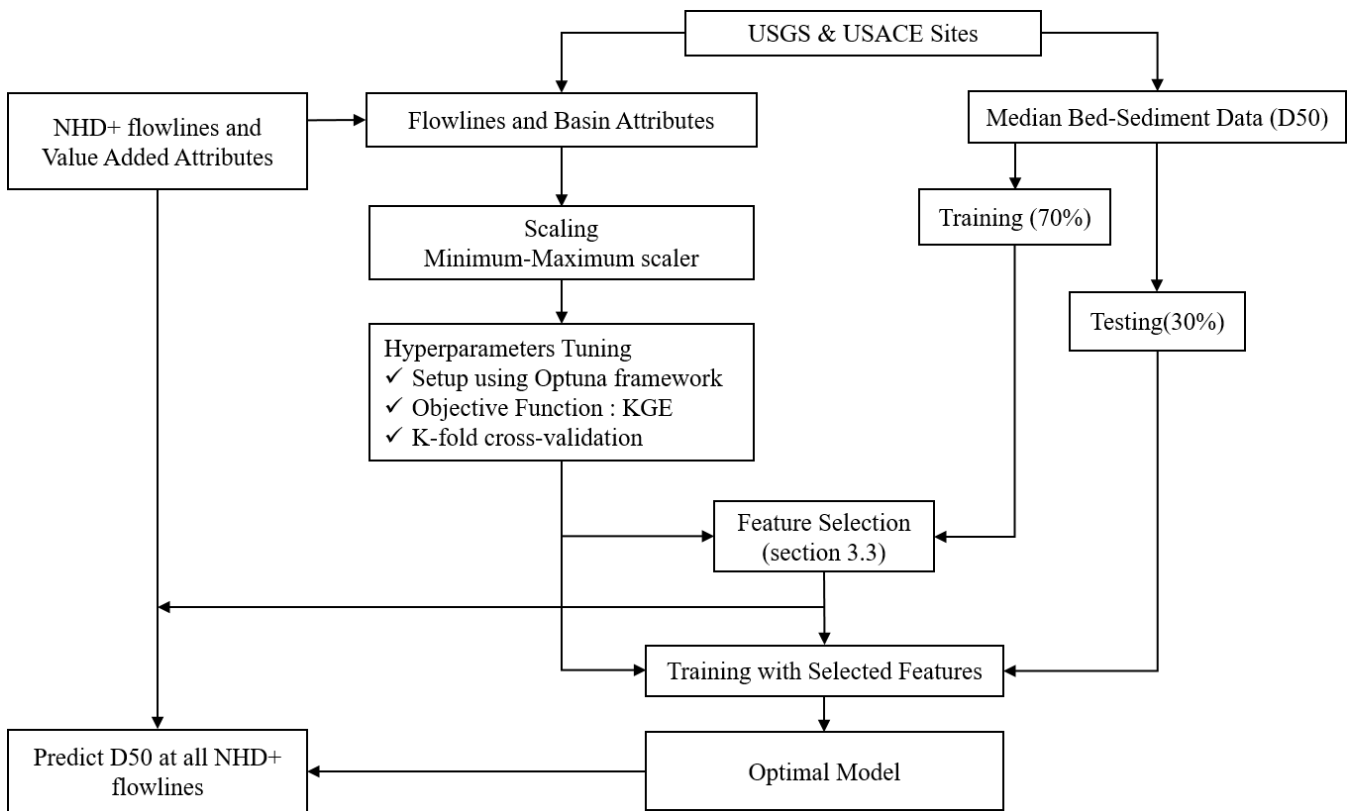 USGS & USACE Sites
NHD+ flowlines and
Value Added Attributes
Flowlines and Basin Attributes
Median Bed-Sediment Data (D50)
Training (70%)
Scaling
Minimum-Maximum scaler
Testing(30%)
Hyperparameters Tuning
✓ Setup using Optuna framework
✓ Objective Function : KGE
✓ K-fold cross-validation
Feature Selection
(section 3.3)
Training with Selected Features
Predict D50 at all NHD+
flowlines
Optimal Model